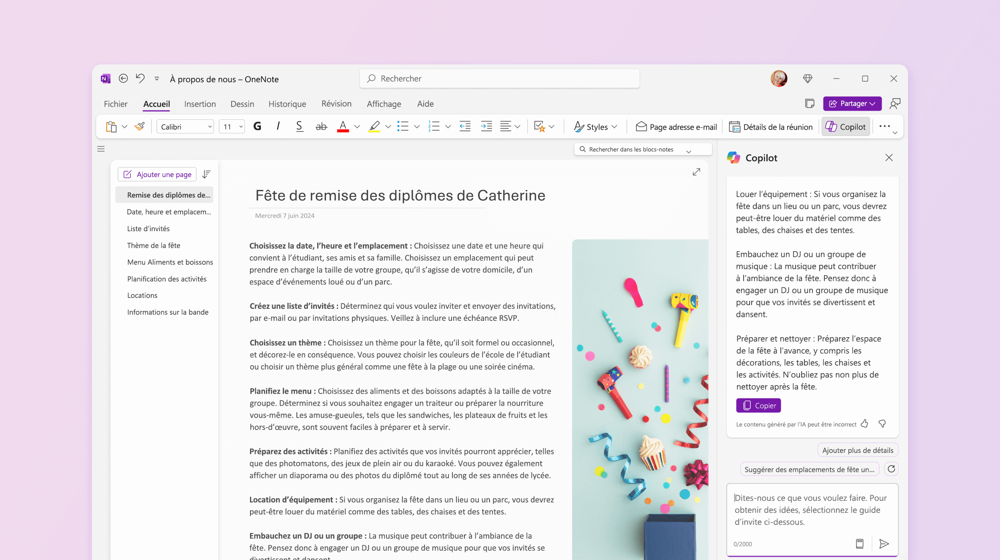 À propos de nous – OneNote
Rechercher
Fichier
Accueil
Insertion
Dessin
Historique
Révision
Affichage
Aide
Partager
Calibri
11
G
I
S
ab
A
Styles
Page adresse e-mail
Détails de la réunion
Copilot
Rechercher dans les blocs-notes
Ajouter une page
Remise des diplômes de...
Date, heure et emplacem...
Liste d’invités
Thème de la fête
Menu Aliments et boissons
Planification des activités
Locations
Informations sur la bande
Fête de remise des diplômes de Catherine
Mercredi 7 juin 2024
Choisissez la date, l’heure et l’emplacement : Choisissez une date et une heure qui
convient à l’étudiant, ses amis et sa famille. Choisissez un emplacement qui peut
prendre en charge la taille de votre groupe, qu’il s’agisse de votre domicile, d’un
espace d’événements loué ou d’un parc.
Créez une liste d’invités : Déterminez qui vous voulez inviter et envoyer des invitations,
par e-mail ou par invitations physiques. Veillez à inclure une échéance RSVP.
Choisissez un thème : Choisissez un thème pour la fête, qu’il soit formel ou occasionnel,
et décorez-le en conséquence. Vous pouvez choisir les couleurs de l’école de l’étudiant
ou choisir un thème plus général comme une fête à la plage ou une soirée cinéma.
Planifiez le menu : Choisissez des aliments et des boissons adaptés à la taille de votre
groupe. Déterminez si vous souhaitez engager un traiteur ou préparer la nourriture
vous-même. Les amuse-gueules, tels que les sandwiches, les plateaux de fruits et les
hors-d’œuvre, sont souvent faciles à préparer et à servir.
Préparez des activités : Planifiez des activités que vos invités pourront apprécier, telles
que des photomatons, des jeux de plein air ou du karaoké. Vous pouvez également
afficher un diaporama ou des photos du diplômé tout au long de ses années de lycée.
Location d’équipement : Si vous organisez la fête dans un lieu ou un parc, vous devrez
peut-être louer du matériel comme des tables, des chaises et des tentes.
Embauchez un DJ ou un groupe : La musique peut contribuer à l’ambiance de la
fête. Pensez donc à engager un DJ ou un groupe de musique pour que vos invités se
divertissent et dansent.
Copilot
Louer l’équipement : Si vous organisez la
fête dans un lieu ou un parc, vous devrez
peut-être louer du matériel comme des
tables, des chaises et des tentes.
Embauchez un DJ ou un groupe de
musique : La musique peut contribuer
à l’ambiance de la fête. Pensez donc à
engager un DJ ou un groupe de musique
pour que vos invités se divertissent et
dansent.
Préparer et nettoyer : Préparez l’espace
de la fête à l’avance, y compris les
décorations, les tables, les chaises et
les activités. N’oubliez pas non plus de
nettoyer après la fête.
Copier
Le contenu généré par l’IA peut être incorrect
Ajouter plus de détails
Suggérer des emplacements de fête un...
Dites-nous ce que vous voulez faire. Pour
obtenir des idées, sélectionnez le guide
d’invite ci-dessous.
0/2000